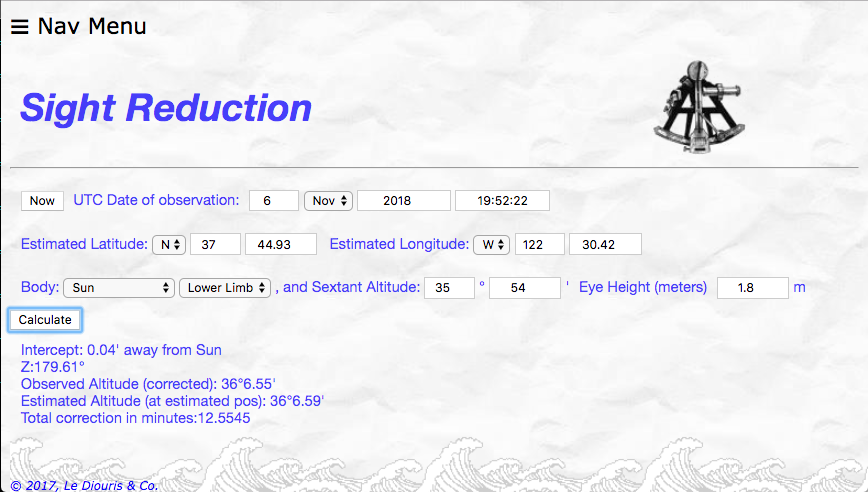 ☰ Nav Menu
Sight Reduction
Now UTC Date of observation: 6 Nov 2018 19:52:22
Estimated Latitude: N 37 44.93 Estimated Longitude: W 122 30.42
Body: Sun Lower Limb , and Sextant Altitude: 35 ° 54 ' Eye Height (meters) 1.8 m
Calculate
Intercept: 0.04' away from Sun
Z:179.61°
Observed Altitude (corrected): 36°6.55'
Estimated Altitude (at estimated pos): 36°6.59'
Total correction in minutes:12.5545
© 2017, Le Diouris & Co.